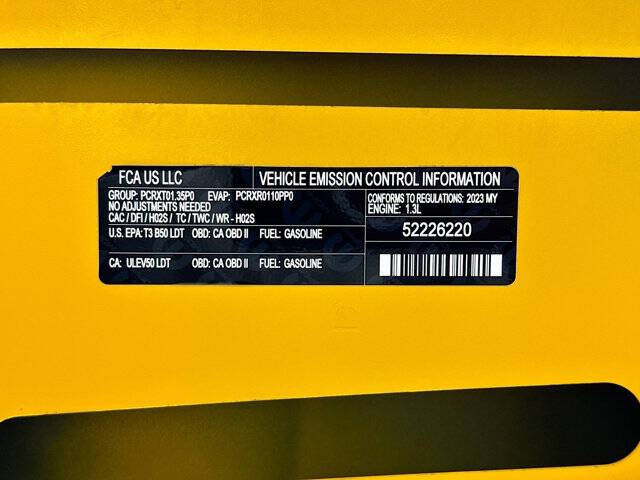 FCA US LLC VEHICLE EMISSION CONTROL INFORMATION
GROUP: PCRXT01.35P0 EVAP: PCRXR0110PP0
NO ADJUSTMENTS NEEDED
CAC / DFI / H02S / TC / TWC / WR - H02S
CONFORMS TO REGULATIONS: 2023 MY
ENGINE: 1.3L
U.S. EPA: T3 B50 LDT OBD: CA OBD II FUEL: GASOLINE
52226220
CA: ULEV50 LDT OBD: CA OBD II FUEL: GASOLINE